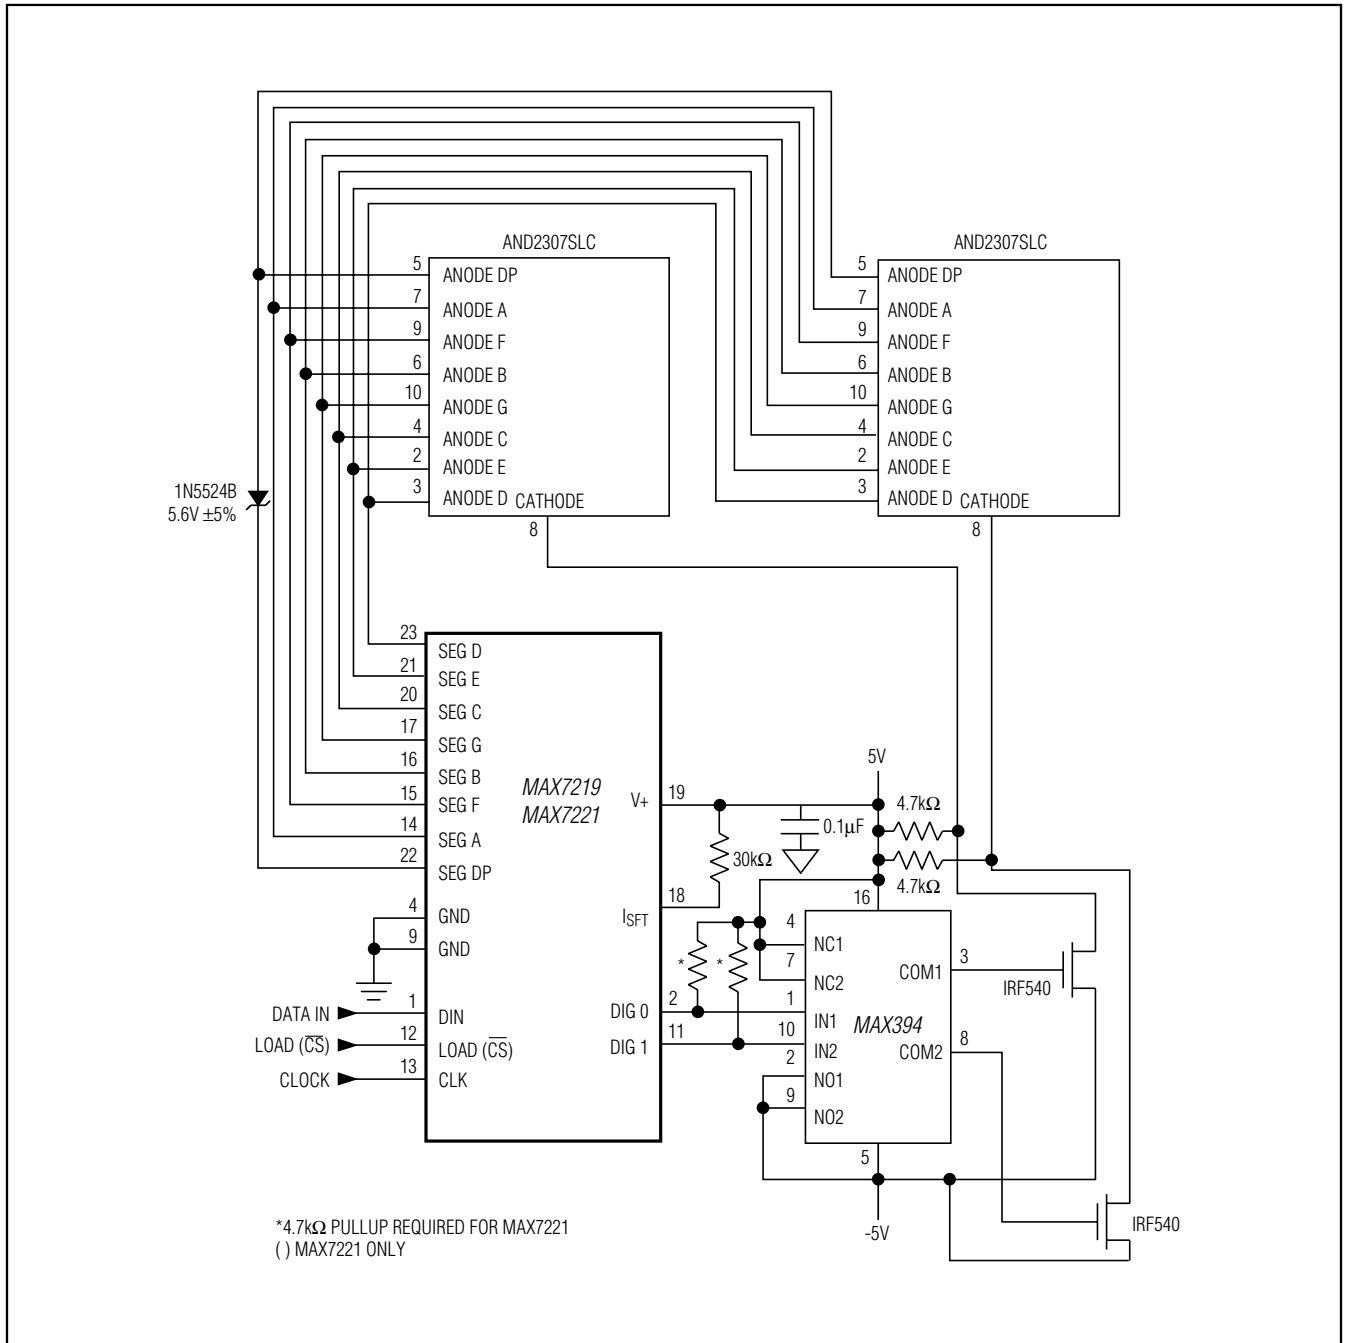 AND2307SLC
5 ANODE DP
7 ANODE A
9 ANODE F
6 ANODE B
10 ANODE G
4 ANODE C
2 ANODE E
3 ANODE D CATHODE
8
AND2307SLC
5 ANODE DP
7 ANODE A
9 ANODE F
6 ANODE B
10 ANODE G
4 ANODE C
2 ANODE E
3 ANODE D CATHODE
8
1N5524B
5.6V ±5%
23 SEG D
21 SEG E
20 SEG C
17 SEG G
16 SEG B
15 SEG F
14 SEG A
22 SEG DP
4 GND
9 GND
DATA IN 1 DIN
LOAD (C̅S̅) 12 LOAD (C̅S̅)
CLOCK 13 CLK
MAX7219
MAX7221
V+ 19
ISFT 18
DIG 0 2
DIG 1 11
30kΩ
0.1µF
5V
4.7kΩ
4.7kΩ
*
*
16
4 NC1
7 NC2
1 IN1
10 IN2
2 NO1
9 NO2
MAX394
COM1 3
COM2 8
5
-5V
IRF540
IRF540
*4.7kΩ PULLUP REQUIRED FOR MAX7221
( ) MAX7221 ONLY